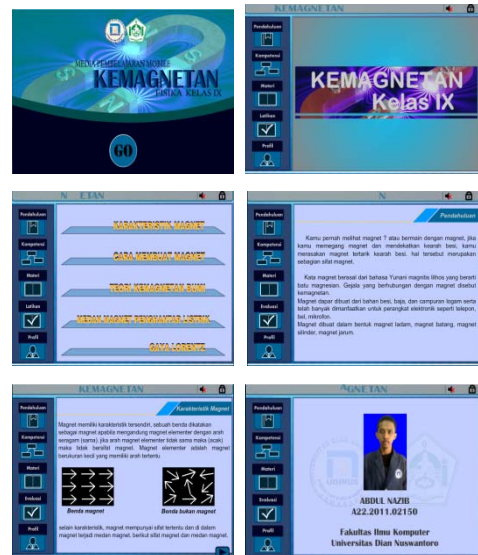 MEDIA PEMBELAJARAN MOBILE
KEMAGNETAN
FISIKA KELAS IX
GO
KEMAGNETAN
Pendahuluan
Kompetensi
Materi
Latihan
Profil
KEMAGNETAN
Kelas IX
N ETAN
Pendahuluan
Kompetensi
Materi
Latihan
Profil
KARAKTERISTIK MAGNET
CARA MEMBUAT MAGNET
TEORI KEMAGNETAN BUMI
MEDAN MAGNET PENGHANTAR LISTRIK
GAYA LORENTZ
N
Pendahuluan
Kompetensi
Materi
Evaluasi
Profil
Pendahuluan
Kamu pernah melihat magnet ? atau bermain dengan magnet, jika
kamu memegang magnet dan mendekatkan kearah besi, kamu
merasakan magnet tertarik kearah besi. hal tersebut merupakan
sebagian sifat magnet.
Kata magnet berasal dari bahasa Yunani magnitis lithos yang berarti
batu magnesian. Gejala yang berhubungan dengan magnet disebut
kemagnetan.
Magnet dapat dibuat dari bahan besi, baja, dan campuran logam serta
telah banyak dimanfaatkan untuk perangkat elektronik seperti telepon,
bel, mikrofon.
Magnet dibuat dalam bentuk magnet ladam, magnet batang, magnet
silinder, magnet jarum.
KEMAGNETAN
Pendahuluan
Kompetensi
Materi
Evaluasi
Profil
Karakteristik Magnet
Magnet memiliki karakteristik tersendiri, sebuah benda dikatakan
sebagai magnet apabila mengandung magnet elementer dengan arah
seragam (sama). jika arah magnet elementer tidak sama maka (acak)
maka tidak bersifat magnet. Magnet elementer adalah magnet
berukuran kecil yang memiliki arah tertentu
Benda magnet
Benda bukan magnet
selain karakteristik, magnet mempunyai sifat tertentu dan di dalam
magnet terjadi medan magnet, berikut sifat magnet dan medan magnet.
AGNETAN
Pendahuluan
Kompetensi
Materi
Evaluasi
Profil
ABDUL NAZIB
A22.2011.02150
Fakultas Ilmu Komputer
Universitas Dian Nuswantoro